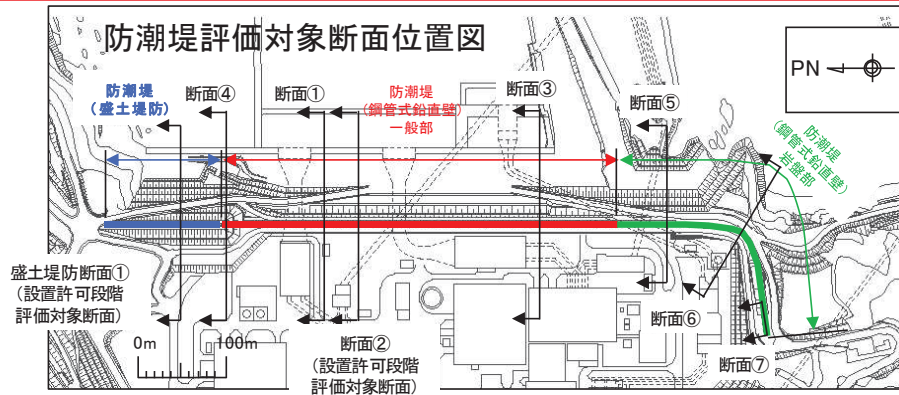 防潮堤評価対象断面位置図
PN
防潮堤
（盛土堤防）
断面④
断面①
防潮堤
（鋼管式鉛直壁）
一般部
断面③
断面⑤
防潮堤
（鋼管式鉛直壁）
岩盤部
盛土堤防断面①
（設置許可段階
評価対象断面）
0m
100m
断面②
（設置許可段階
評価対象断面）
断面⑥
断面⑦